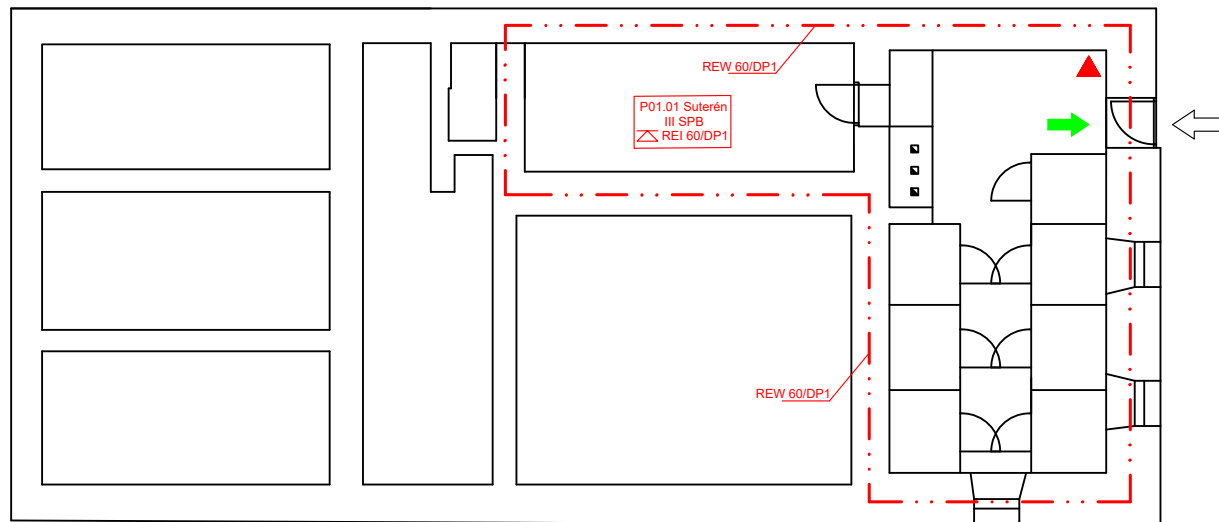 REW 60/DP1
P01.01 Suterén
III SPB
REI 60/DP1
REW 60/DP1